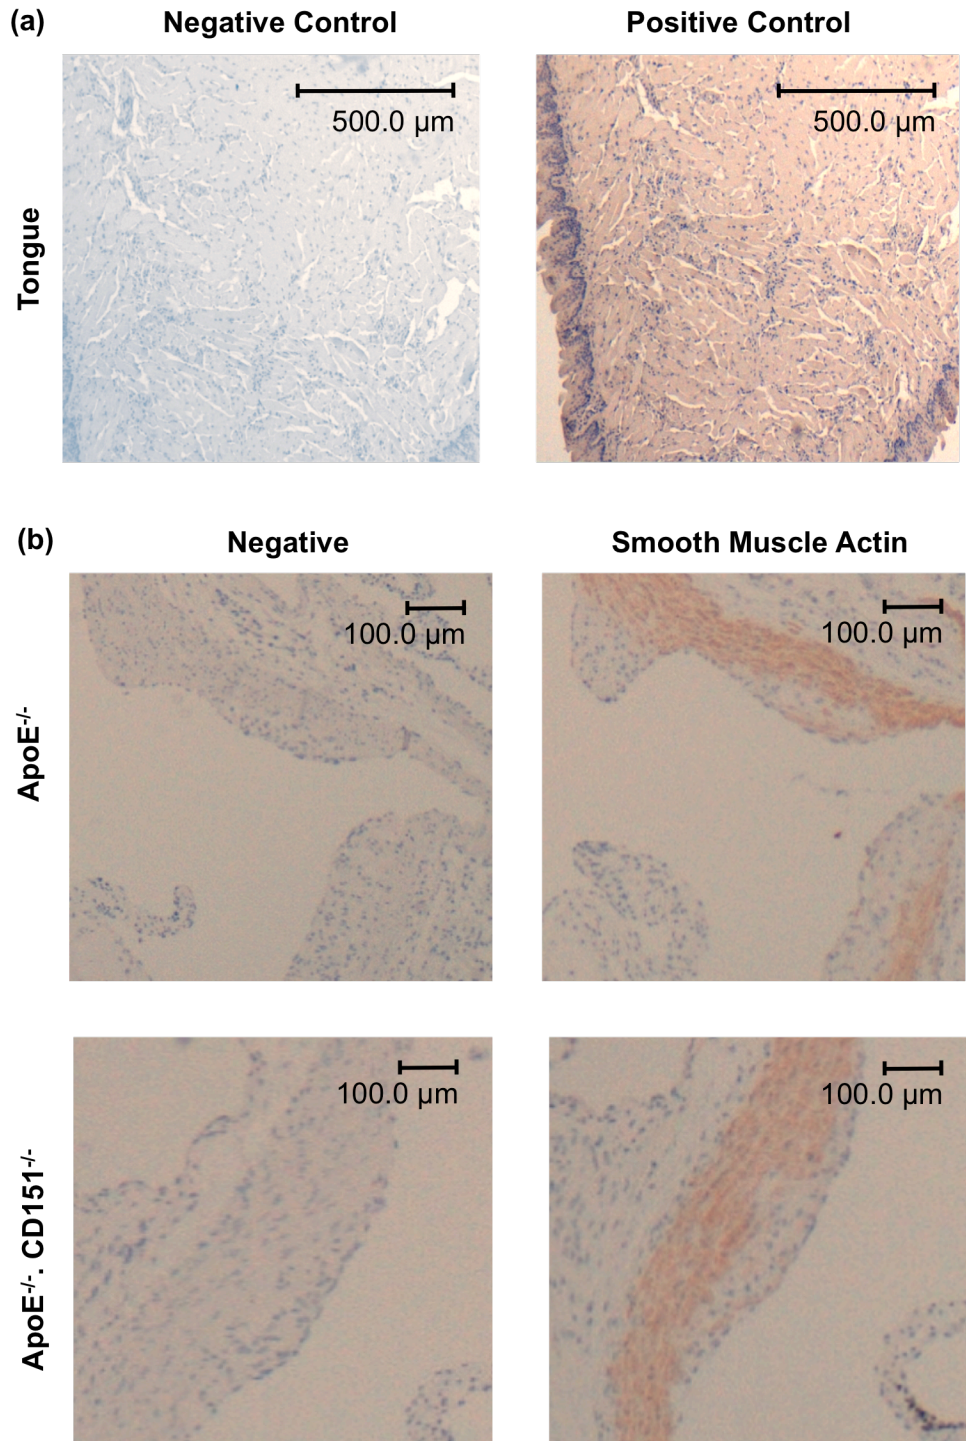 (a)
Negative Control
Positive Control
Tongue
500.0 µm
500.0 µm
(b)
Negative
Smooth Muscle Actin
ApoE-/-
100.0 µm
100.0 µm
ApoE-/-. CD151-/-
100.0 µm
100.0 µm